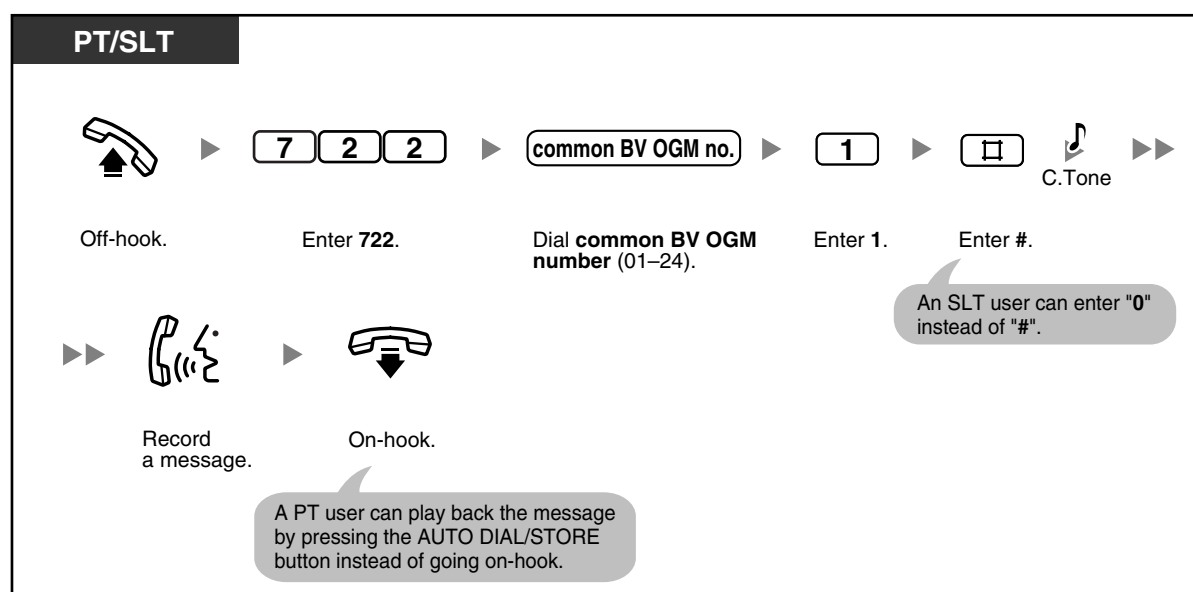 PT/SLT
7 2 2 common BV OGM no. 1 #
C.Tone
Off-hook. Enter 722. Dial common BV OGM Enter 1. Enter #.
number (01–24).
An SLT user can enter "0"
instead of "#".
Record On-hook.
a message.
A PT user can play back the message
by pressing the AUTO DIAL/STORE
button instead of going on-hook.